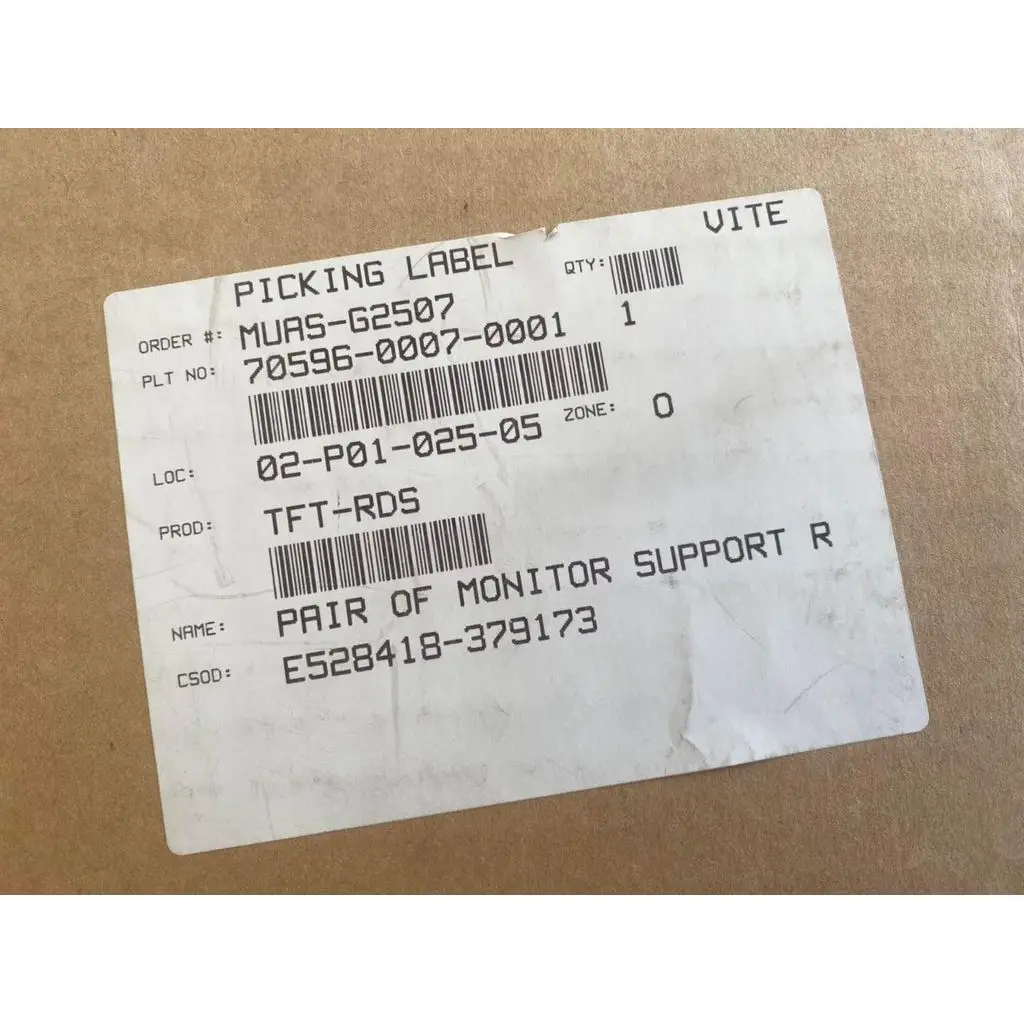 VITE
PICKING LABEL QTY:
ORDER #: MUAS-G2507 1
PLT NO: 70596-0007-0001
LOC: 02-P01-025-05 ZONE: O
PROD: TFT-RDS
NAME: PAIR OF MONITOR SUPPORT R
CSOD: E528418-379173